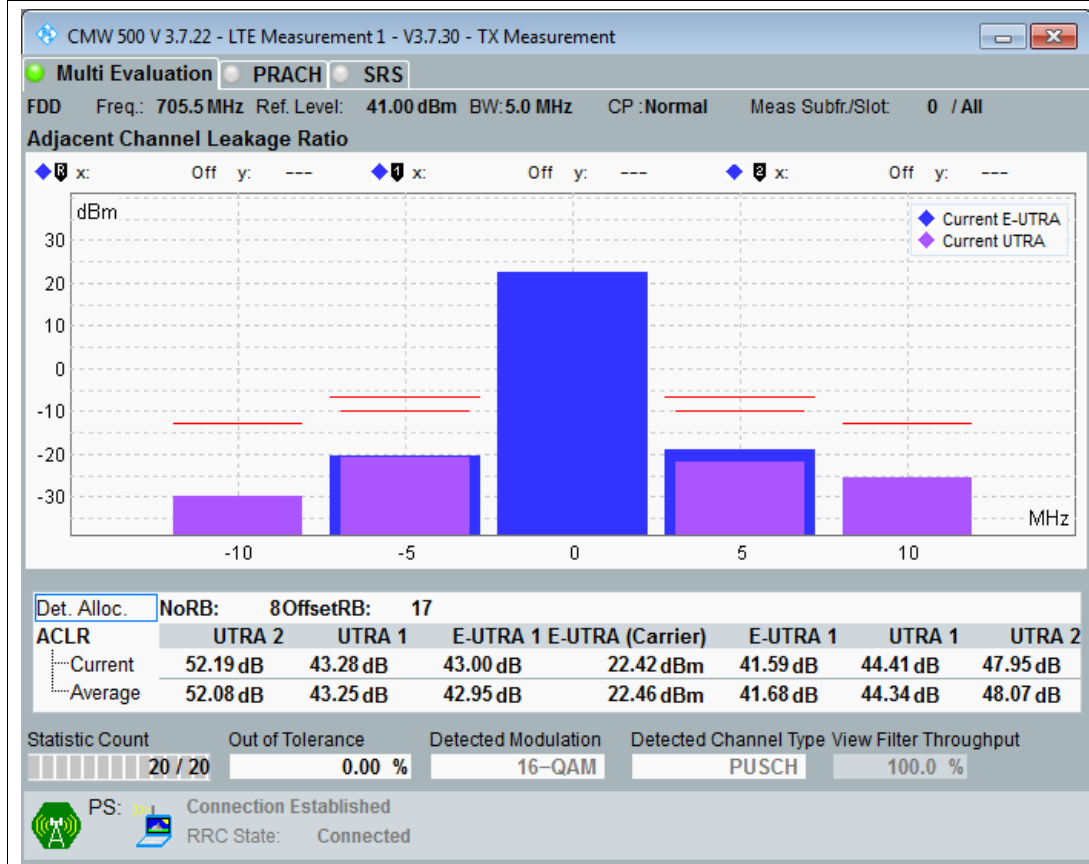 CMW 500 V 3.7.22 - LTE Measurement 1 - V3.7.30 - TX Measurement
Multi Evaluation PRACH SRS
FDD Freq.: 705.5 MHz Ref. Level: 41.00 dBm BW: 5.0 MHz CP : Normal Meas Subfr./Slot: 0 / All
Adjacent Channel Leakage Ratio
R x: Off y: --- 1 x: Off y: --- 2 x: Off y: ---
dBm
Current E-UTRA
Current UTRA
30
20
10
0
-10
-20
-30
MHz
-10 -5 0 5 10
Det. Alloc. NoRB: 8 OffsetRB: 17
ACLR UTRA 2 UTRA 1 E-UTRA 1 E-UTRA (Carrier) E-UTRA 1 UTRA 1 UTRA 2
Current 52.19 dB 43.28 dB 43.00 dB 22.42 dBm 41.59 dB 44.41 dB 47.95 dB
Average 52.08 dB 43.25 dB 42.95 dB 22.46 dBm 41.68 dB 44.34 dB 48.07 dB
Statistic Count Out of Tolerance Detected Modulation Detected Channel Type View Filter Throughput
20 / 20 0.00 % 16-QAM PUSCH 100.0 %
PS: Connection Established
RRC State: Connected